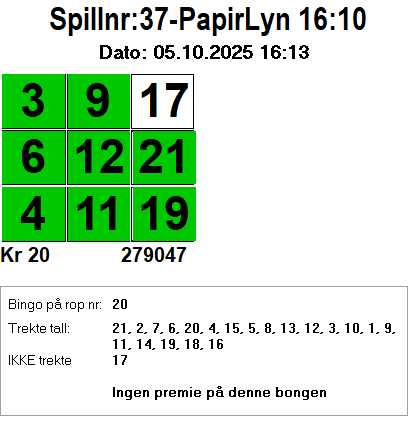 Spillnr:37-PapirLyn 16:10
Dato: 05.10.2025 16:13
3 9 17
6 12 21
4 11 19
Kr 20 279047
Bingo på rop nr: 20
Trekte tall: 21, 2, 7, 6, 20, 4, 15, 5, 8, 13, 12, 3, 10, 1, 9,
11, 14, 19, 18, 16
IKKE trekte 17
Ingen premie på denne bongen